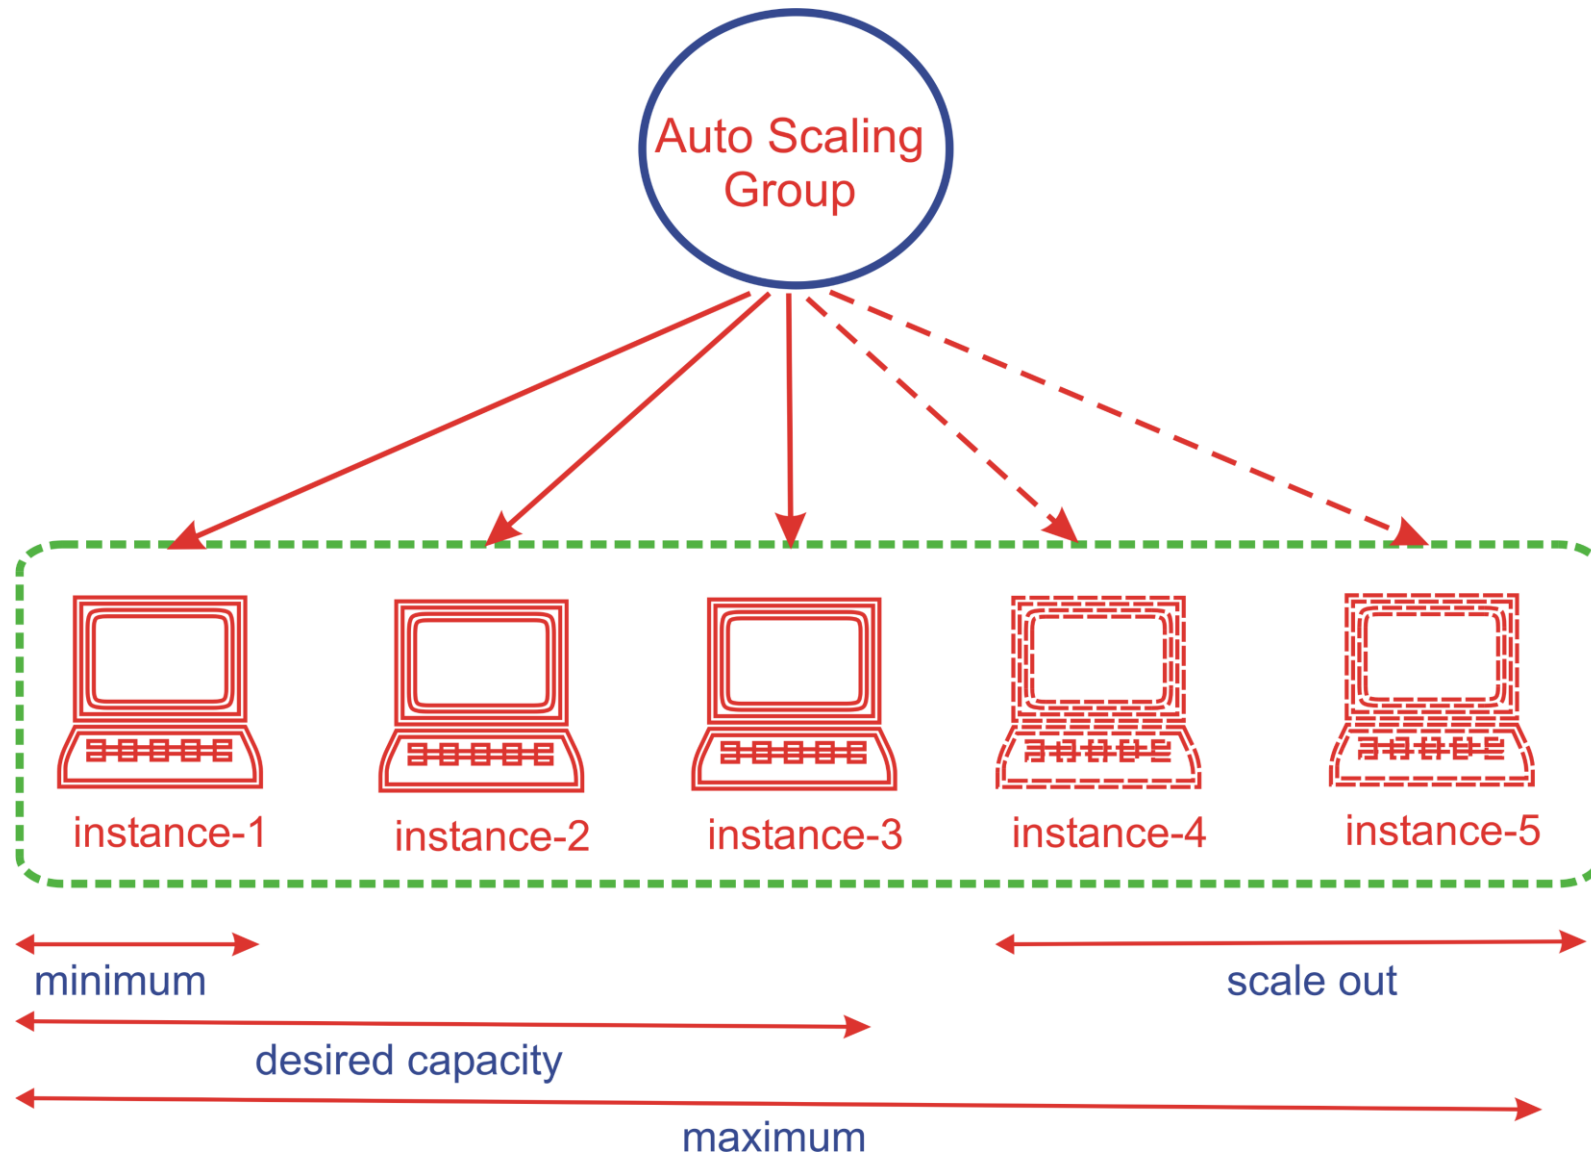 Auto Scaling
Group
instance-1
instance-2
instance-3
instance-4
instance-5
minimum
scale out
desired capacity
maximum